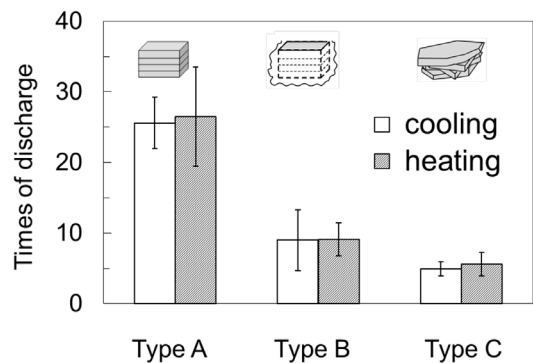 Times of discharge
40
30
20
10
0
cooling
heating
Type A
Type B
Type C